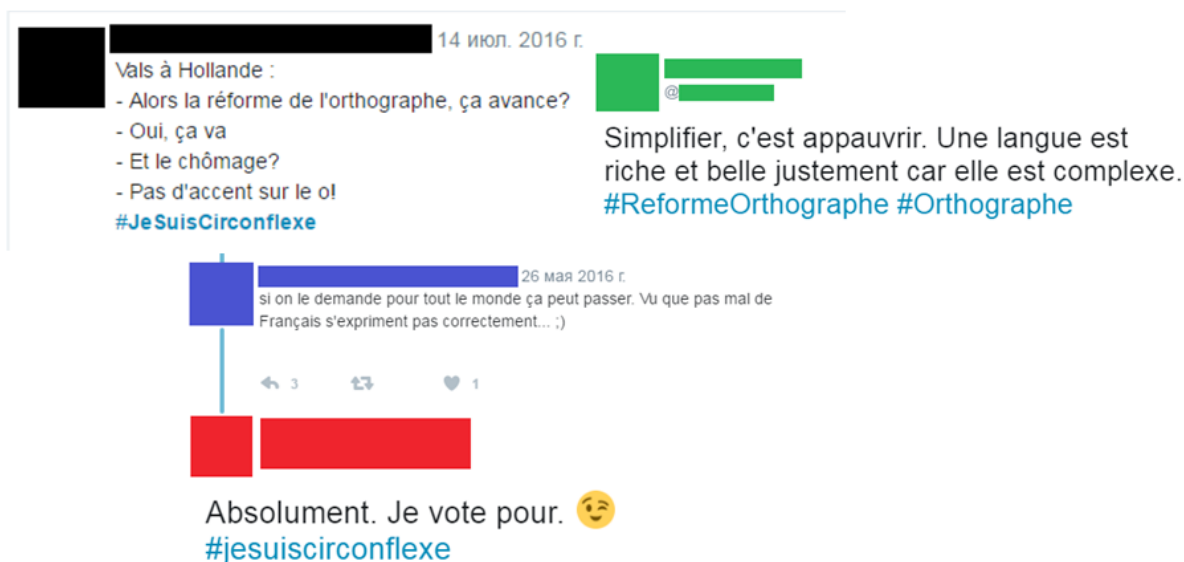 14 июл. 2016 г.
Vals à Hollande :
- Alors la réforme de l'orthographe, ça avance?
- Oui, ça va
- Et le chômage?
- Pas d'accent sur le o!
#JeSuisCirconflexe
@
Simplifier, c'est appauvrir. Une langue est
riche et belle justement car elle est complexe.
#ReformeOrthographe #Orthographe
26 мая 2016 г.
si on le demande pour tout le monde ça peut passer. Vu que pas mal de
Français s'expriment pas correctement... ;)
3 1
Absolument. Je vote pour. 😉
#jesuiscirconflexe